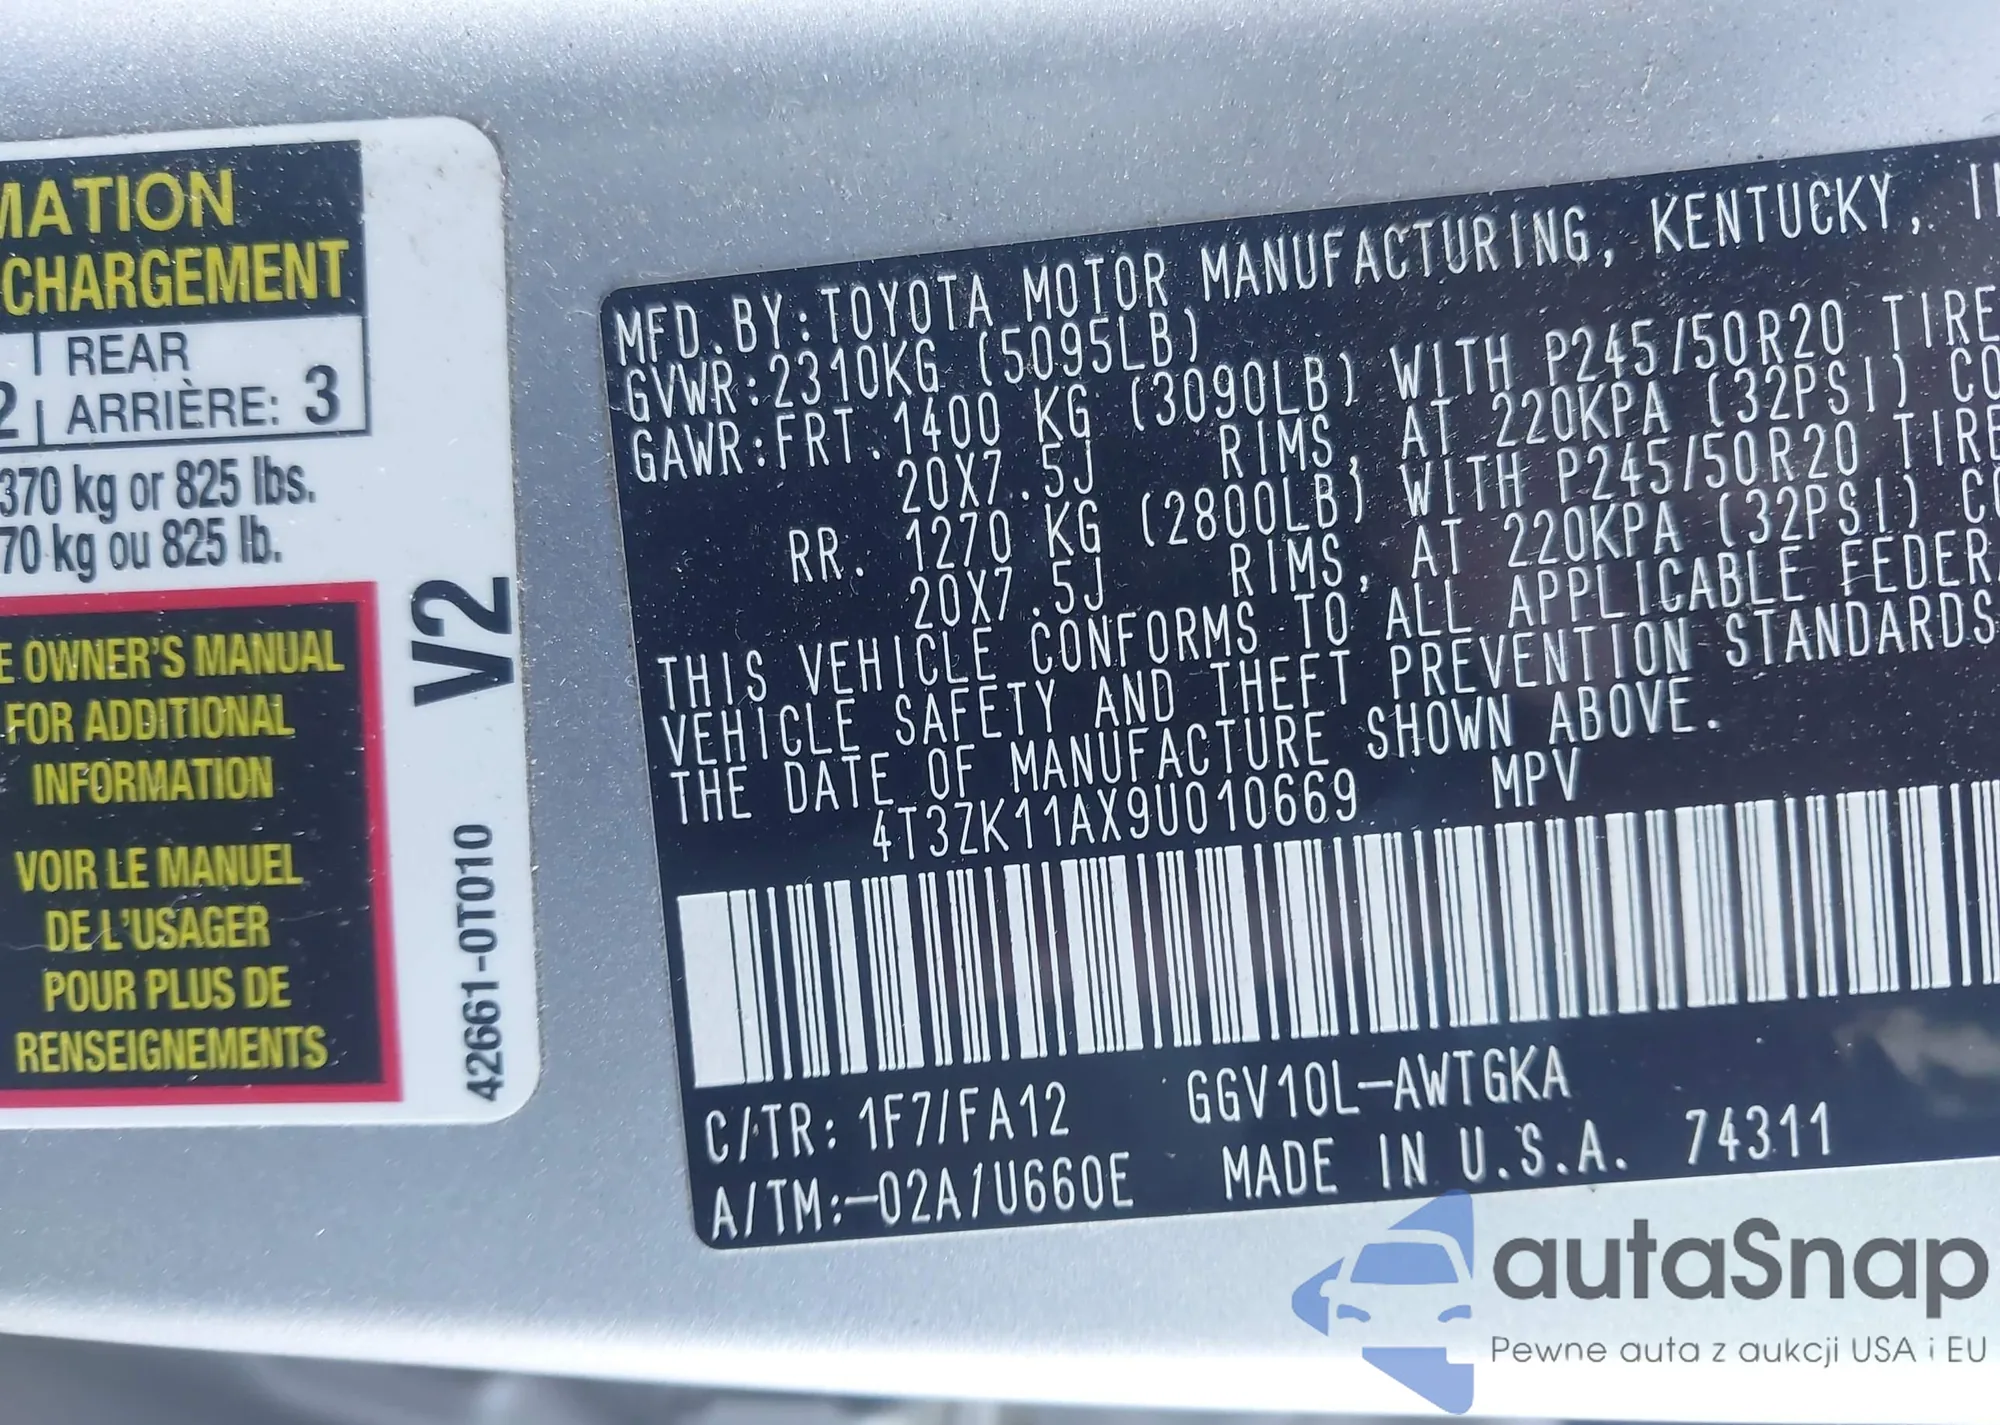 MATION
CHARGEMENT
2 REAR
ARRIÈRE: 3
370 kg or 825 lbs.
70 kg ou 825 lb.
E OWNER'S MANUAL
FOR ADDITIONAL
INFORMATION
VOIR LE MANUEL
DE L'USAGER
POUR PLUS DE
RENSEIGNEMENTS
V2
42661-0T010
MFD. BY: TOYOTA MOTOR MANUFACTURING, KENTUCKY, IN
GVWR: 2310KG (5095LB)
GAWR: FRT. 1400 KG (3090LB) WITH P245/50R20 TIRE
20X7.5J RIMS, AT 220KPA (32PSI) CO
RR. 1270 KG (2800LB) WITH P245/50R20 TIRE
20X7.5J RIMS, AT 220KPA (32PSI) CO
THIS VEHICLE CONFORMS TO ALL APPLICABLE FEDERA
VEHICLE SAFETY AND THEFT PREVENTION STANDARDS
THE DATE OF MANUFACTURE SHOWN ABOVE.
4T3ZK11AX9U010669 MPV
C/TR: 1F7/FA12 GGV10L-AWTGKA
A/TM:-02A/U660E MADE IN U.S.A. 74311
autaSnap
Pewne auta z aukcji USA i EU